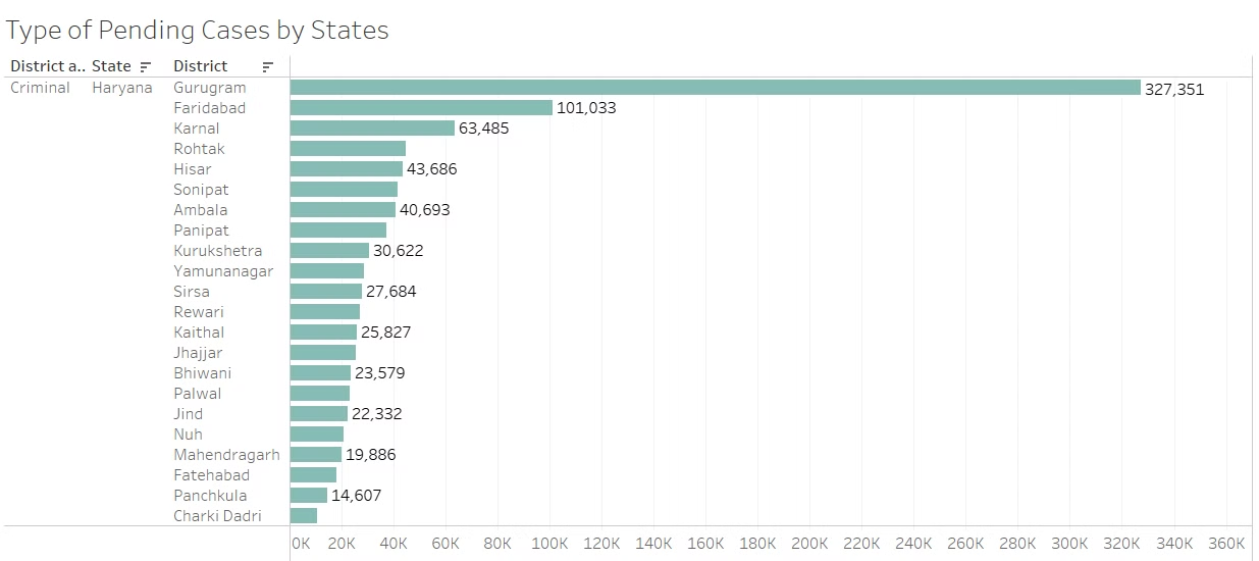 Type of Pending Cases by States
District a.. State District
Criminal Haryana Gurugram 327,351
Faridabad 101,033
Karnal 63,485
Rohtak
Hisar 43,686
Sonipat
Ambala 40,693
Panipat
Kurukshetra 30,622
Yamunanagar
Sirsa 27,684
Rewari
Kaithal 25,827
Jhajjar
Bhiwani 23,579
Palwal
Jind 22,332
Nuh
Mahendragarh 19,886
Fatehabad
Panchkula 14,607
Charki Dadri
0K 20K 40K 60K 80K 100K 120K 140K 160K 180K 200K 220K 240K 260K 280K 300K 320K 340K 360K